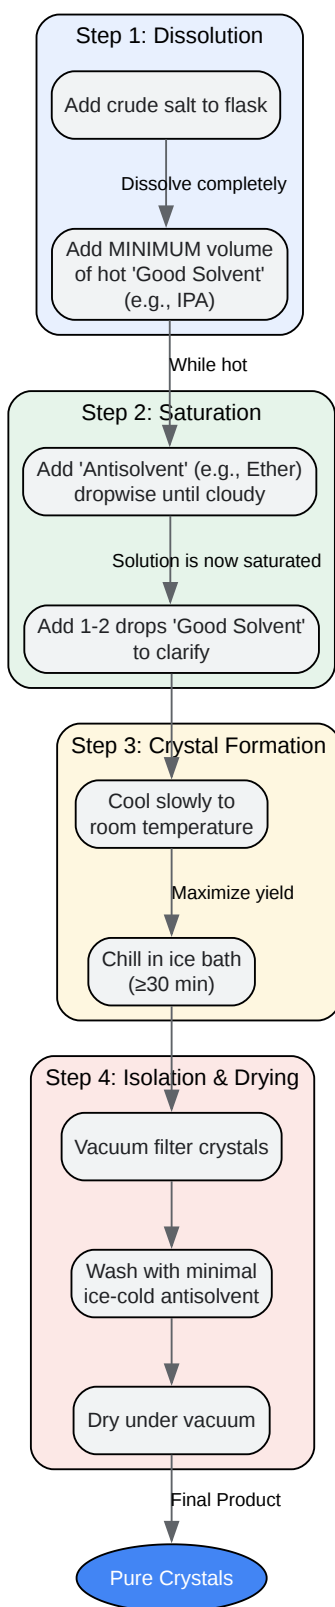 Step 1: Dissolution
Add crude salt to flask
Dissolve completely
Add MINIMUM volume
of hot 'Good Solvent'
(e.g., IPA)
While hot
Step 2: Saturation
Add 'Antisolvent' (e.g., Ether)
dropwise until cloudy
Solution is now saturated
Add 1-2 drops 'Good Solvent'
to clarify
Step 3: Crystal Formation
Cool slowly to
room temperature
Maximize yield
Chill in ice bath
(≥30 min)
Step 4: Isolation & Drying
Vacuum filter crystals
Wash with minimal
ice-cold antisolvent
Dry under vacuum
Final Product
Pure Crystals